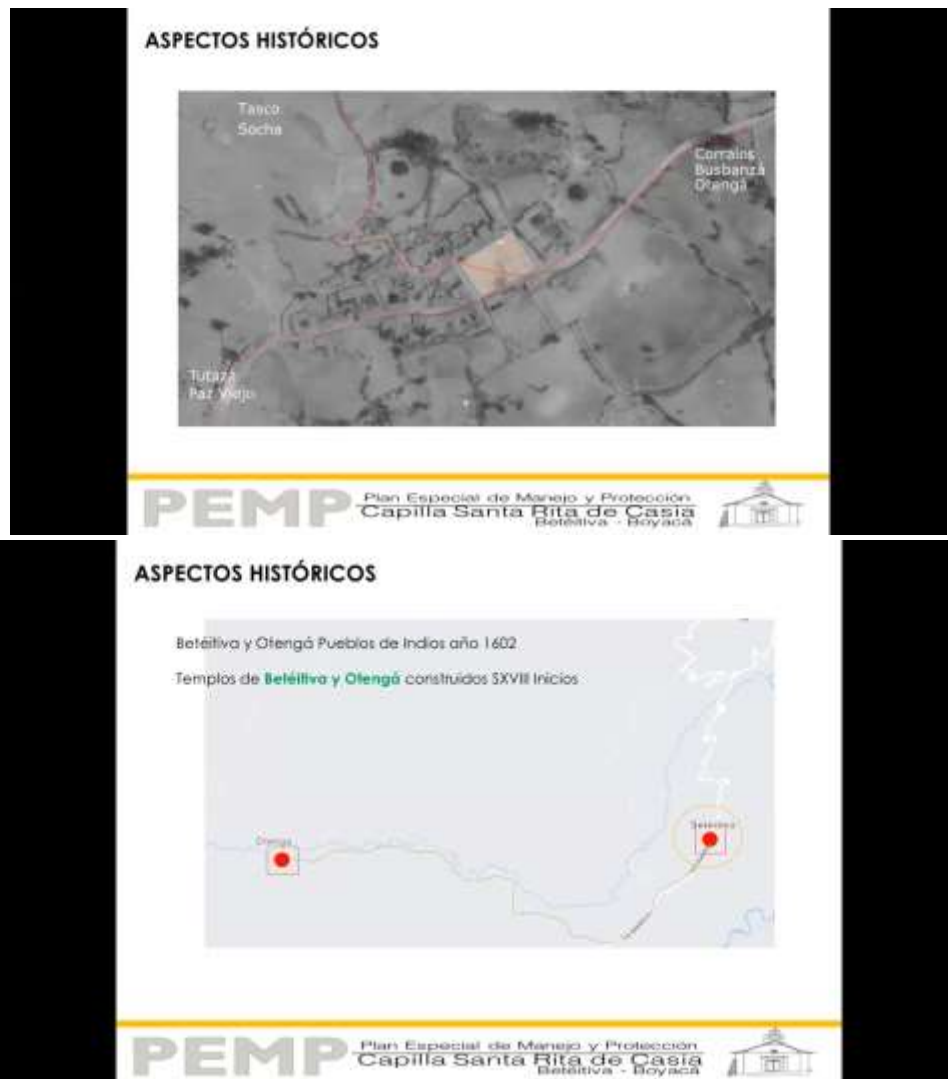 ASPECTOS HISTÓRICOS
Tasco
Socha
Corrales
Busbanzá
Otengá
Tutaza
Paz Viejo
PEMP
Plan Especial de Manejo y Protección
Capilla Santa Rita de Casia
Betéitiva - Boyacá
ASPECTOS HISTÓRICOS
Betéitiva y Otengá Pueblos de Indios año 1602
Templos de Betéitiva y Otengá construidos SXVIII Inicios
Otenga
PEMP
Plan Especial de Manejo y Protección
Capilla Santa Rita de Casia
Betéitiva - Boyacá